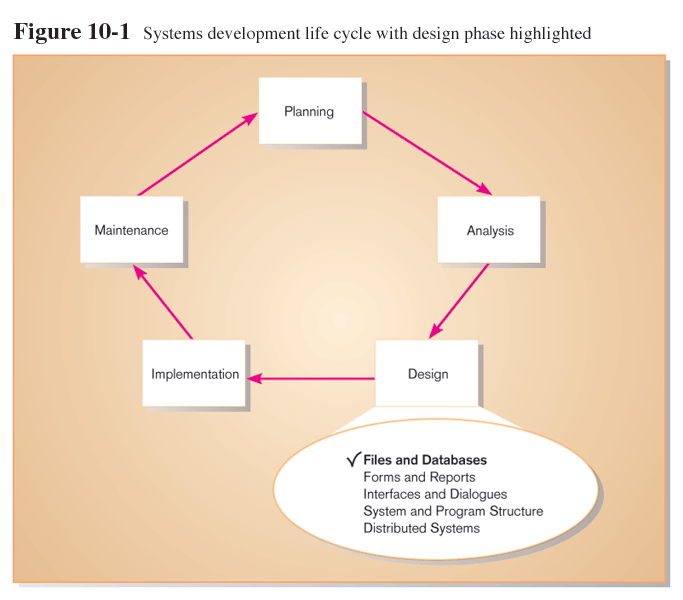 Figure 10-1 Systems development life cycle with design phase highlighted
Planning
Maintenance
Analysis
Implementation
Design
✓ Files and Databases
Forms and Reports
Interfaces and Dialogues
System and Program Structure
Distributed Systems